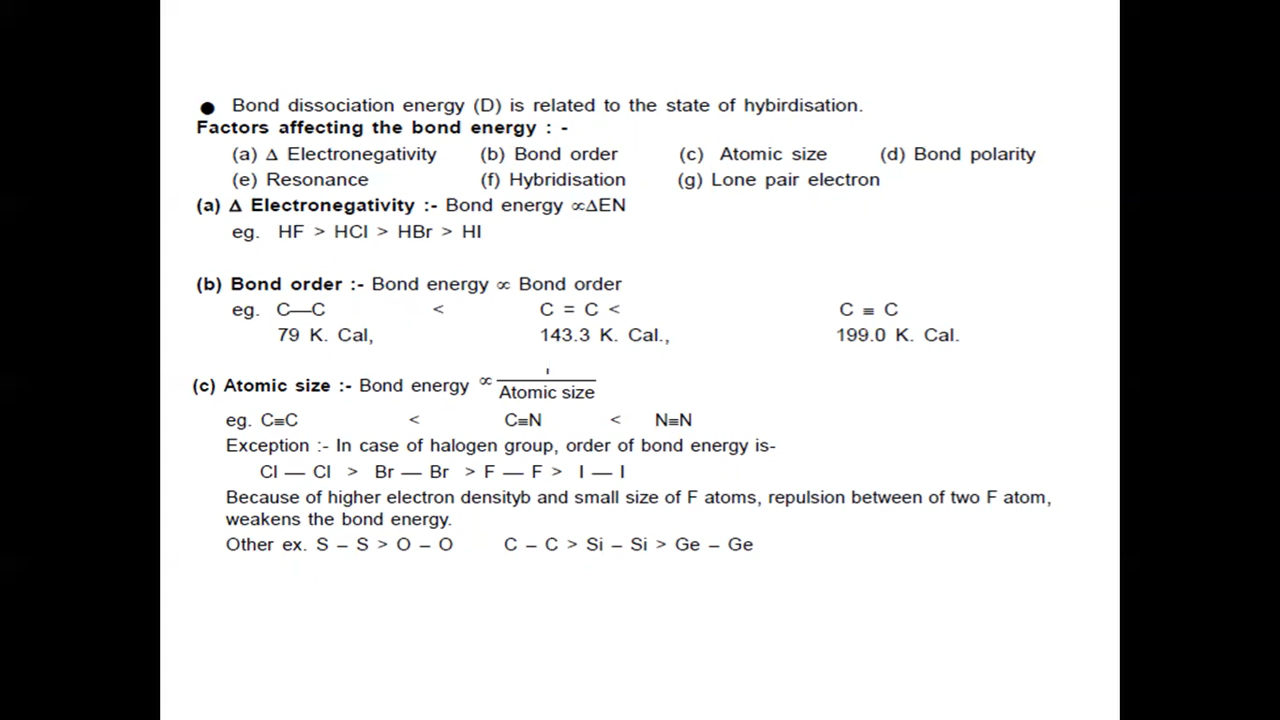 ● Bond dissociation energy (D) is related to the state of hybirdisation.
Factors affecting the bond energy : -
(a) Δ Electronegativity (b) Bond order (c) Atomic size (d) Bond polarity
(e) Resonance (f) Hybridisation (g) Lone pair electron
(a) Δ Electronegativity :- Bond energy ∝ΔEN
eg. HF > HCl > HBr > HI
(b) Bond order :- Bond energy ∝ Bond order
eg. C—C < C = C < C ≡ C
79 K. Cal, 143.3 K. Cal., 199.0 K. Cal.
(c) Atomic size :- Bond energy ∝
Atomic size
eg. C≡C < C≡N < N≡N
Exception :- In case of halogen group, order of bond energy is-
Cl — Cl > Br — Br > F — F > I — I
Because of higher electron densityb and small size of F atoms, repulsion between of two F atom,
weakens the bond energy.
Other ex. S – S > O – O C – C > Si – Si > Ge – Ge